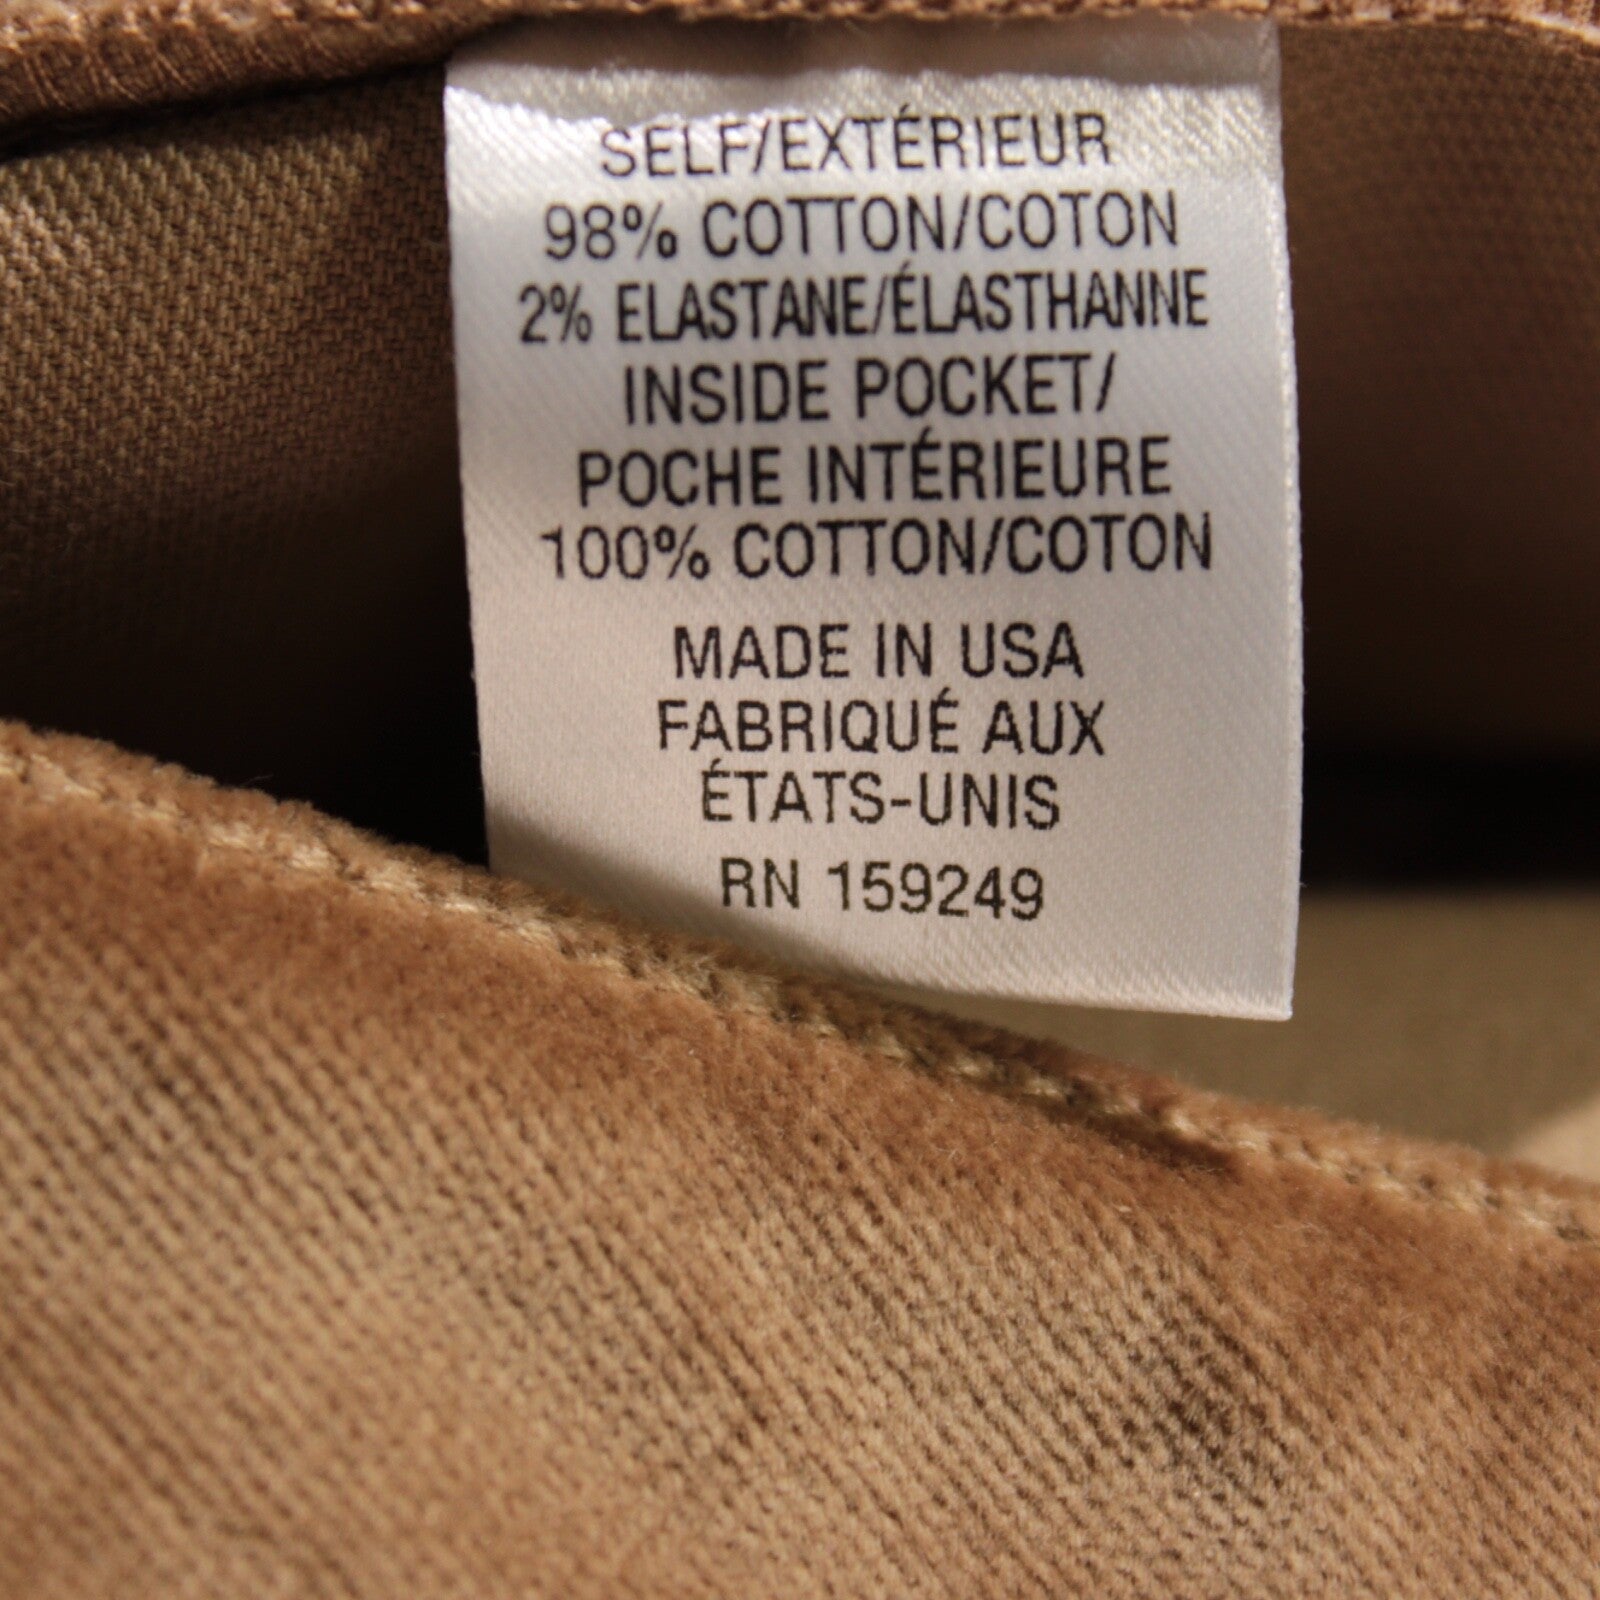 SELF/EXTÉRIEUR
98% COTTON/COTON
2% ELASTANE/ÉLASTHANNE
INSIDE POCKET/
POCHE INTÉRIEURE
100% COTTON/COTON
MADE IN USA
FABRIQUÉ AUX
ÉTATS-UNIS
RN 159249